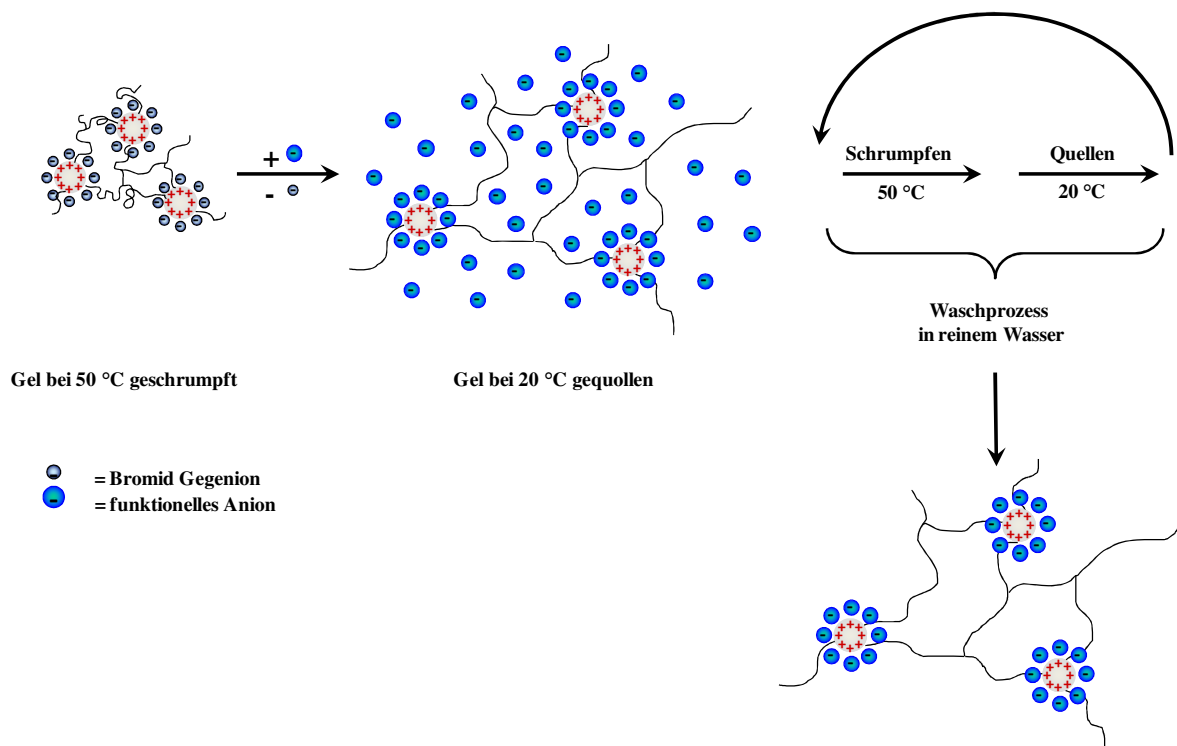 +
-
Schrumpfen
50 °C
Quellen
20 °C
Waschprozess
in reinem Wasser
Gel bei 50 °C geschrumpft
Gel bei 20 °C gequollen
= Bromid Gegenion
= funktionelles Anion